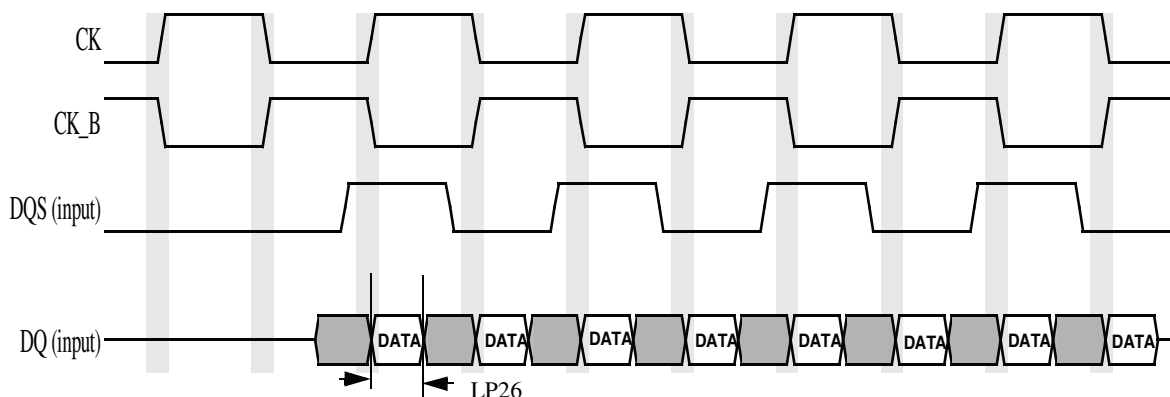 CK
CK_B
DQS (input)
DQ (input)
DATA DATA DATA DATA DATA DATA DATA DATA
LP26